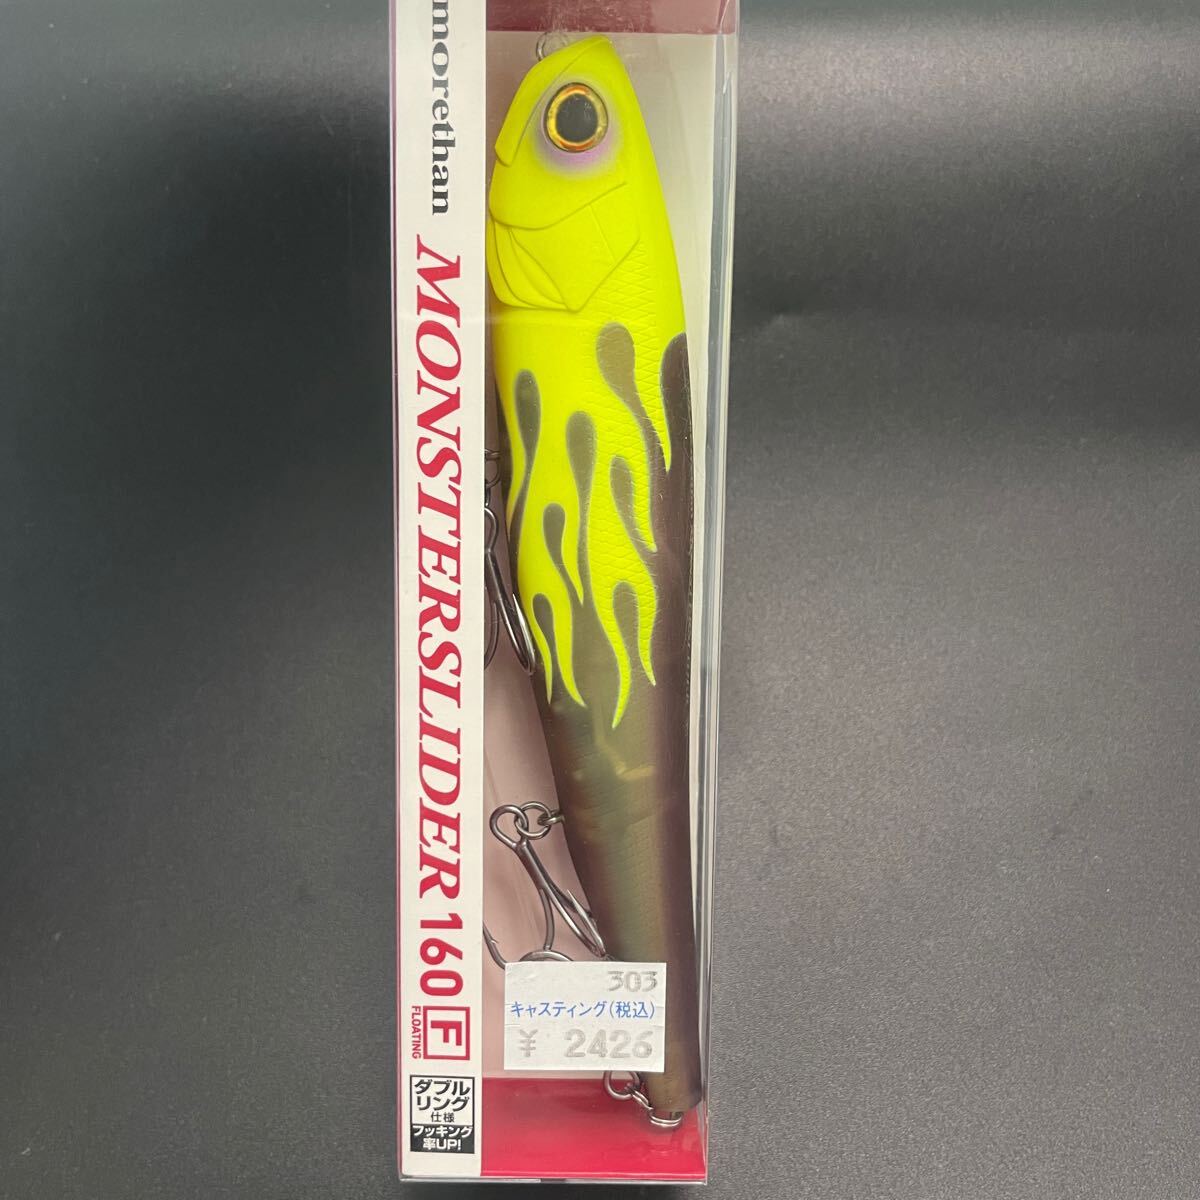 morethan
MONSTERSLIDER 160 F
FLOATING
ダブル
リング
仕様
フッキング
率UP!
303
キャスティング(税込)
¥ 2426